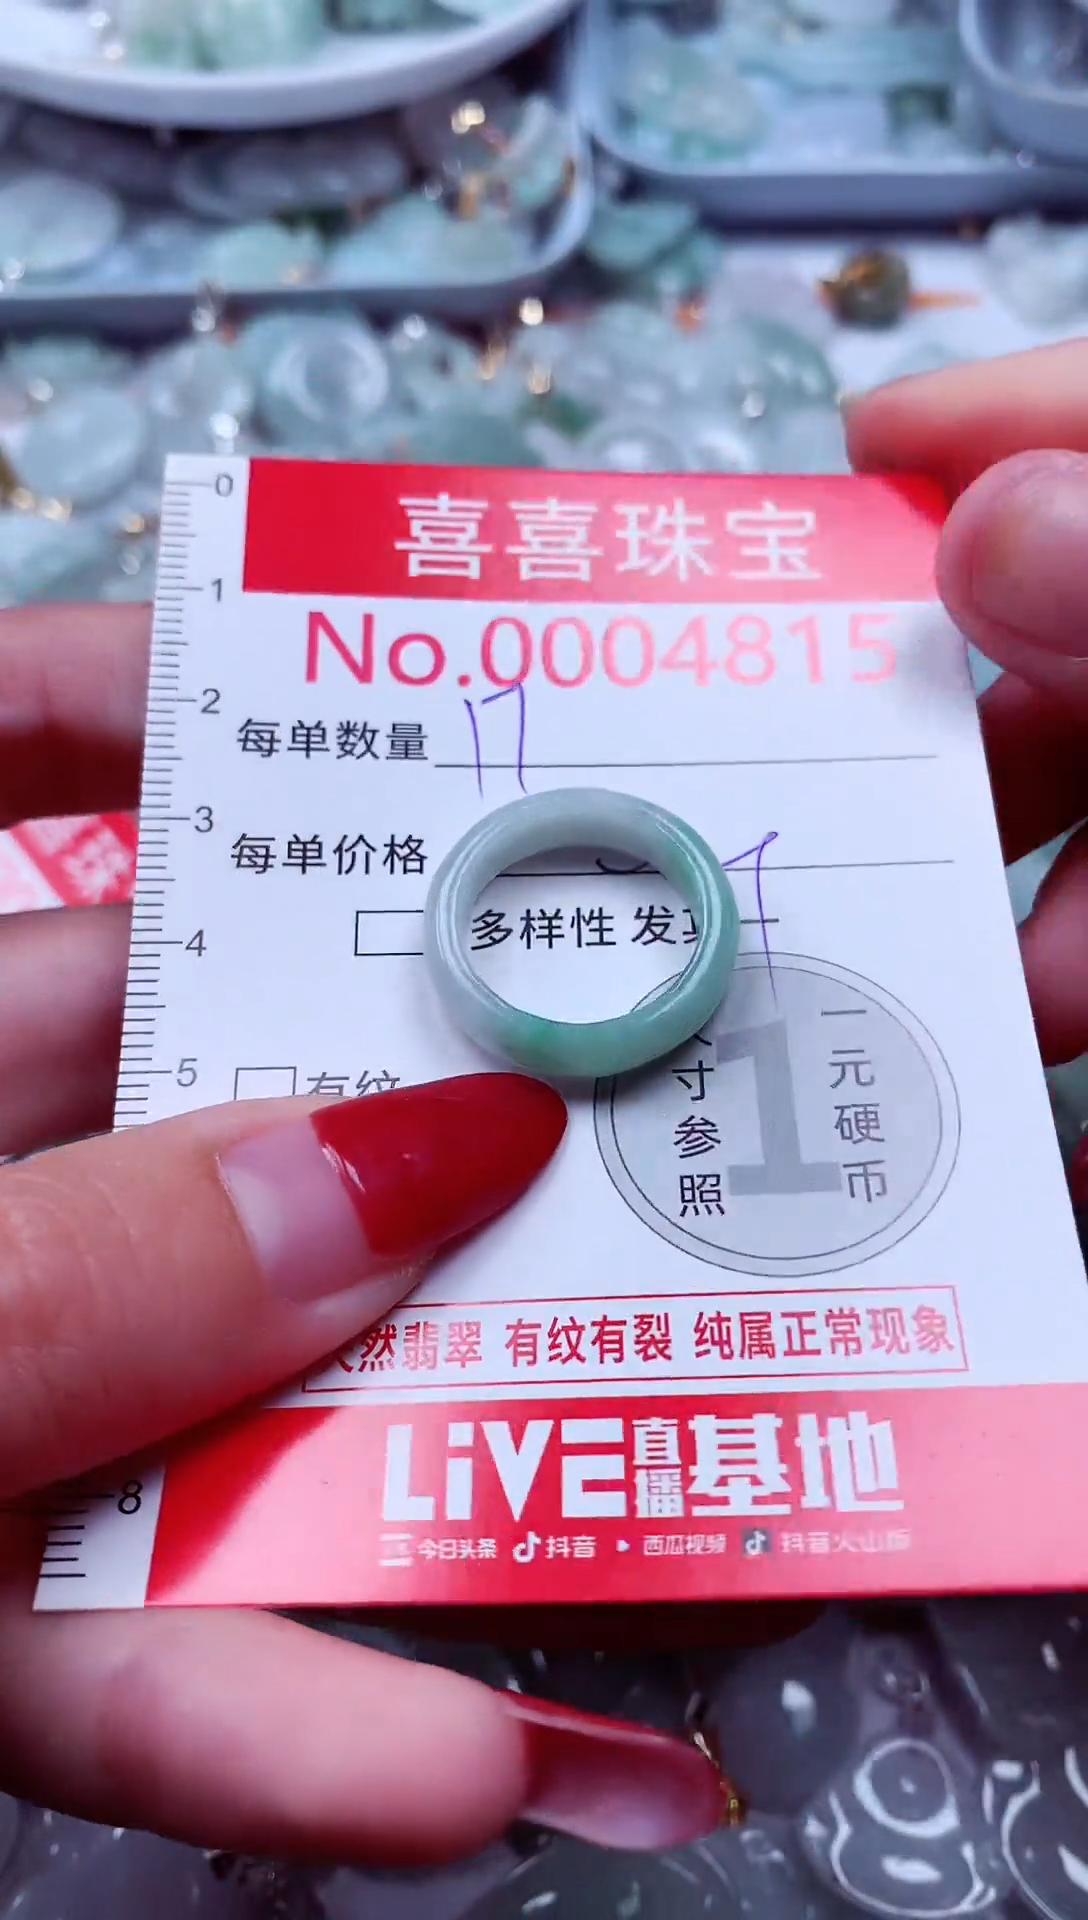 0
喜喜珠宝
1
No.0004815
2
每单数量 17
3
每单价格
多样性 发
4
一元硬币
1
5
有纹
寸参照
然翡翠 有纹有裂 纯属正常现象
LiVE直播基地
8
今日头条 抖音 西瓜视频 抖音火山版